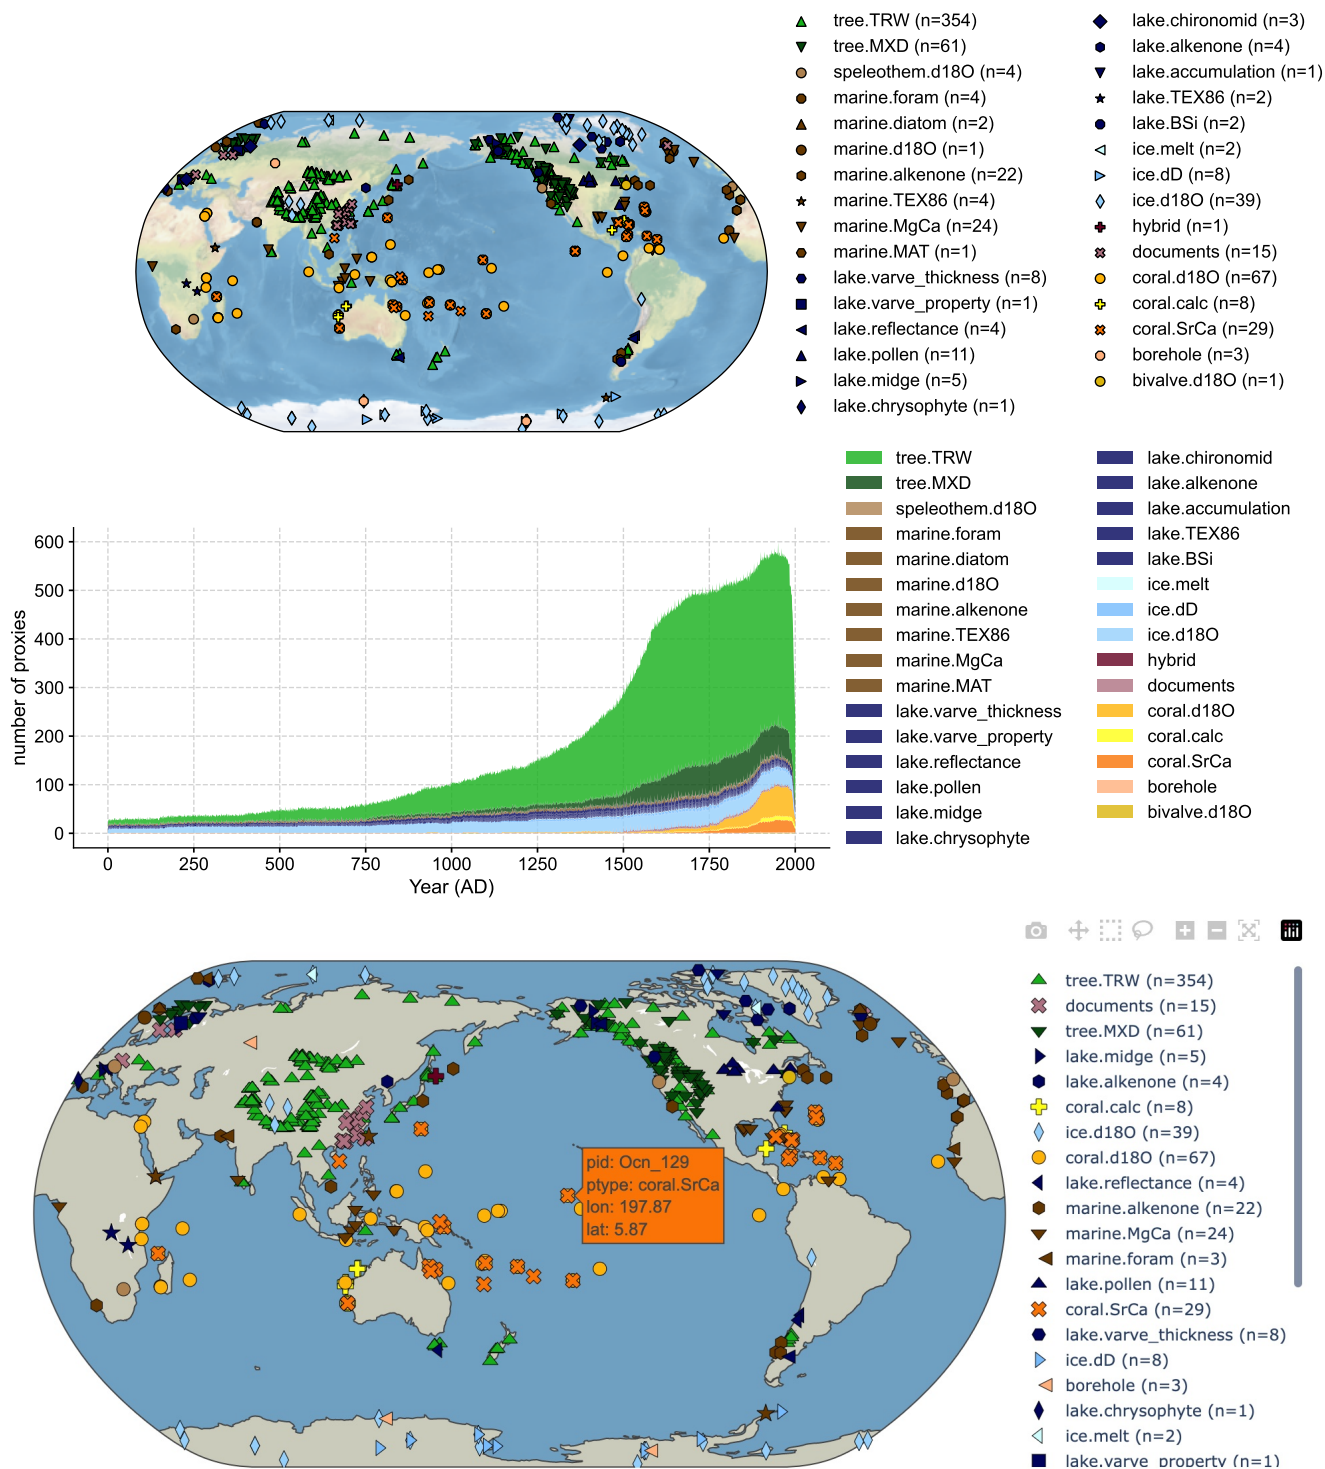 tree.TRW (n=354)
tree.MXD (n=61)
speleothem.d18O (n=4)
marine.foram (n=4)
marine.diatom (n=2)
marine.d18O (n=1)
marine.alkenone (n=22)
marine.TEX86 (n=4)
marine.MgCa (n=24)
marine.MAT (n=1)
lake.varve_thickness (n=8)
lake.varve_property (n=1)
lake.reflectance (n=4)
lake.pollen (n=11)
lake.midge (n=5)
lake.chrysophyte (n=1)
lake.chironomid (n=3)
lake.alkenone (n=4)
lake.accumulation (n=1)
lake.TEX86 (n=2)
lake.BSi (n=2)
ice.melt (n=2)
ice.dD (n=8)
ice.d18O (n=39)
hybrid (n=1)
documents (n=15)
coral.d18O (n=67)
coral.calc (n=8)
coral.SrCa (n=29)
borehole (n=3)
bivalve.d18O (n=1)
number of proxies
600
500
400
300
200
100
0
0 250 500 750 1000 1250 1500 1750 2000
Year (AD)
tree.TRW
tree.MXD
speleothem.d18O
marine.foram
marine.diatom
marine.d18O
marine.alkenone
marine.TEX86
marine.MgCa
marine.MAT
lake.varve_thickness
lake.varve_property
lake.reflectance
lake.pollen
lake.midge
lake.chrysophyte
lake.chironomid
lake.alkenone
lake.accumulation
lake.TEX86
lake.BSi
ice.melt
ice.dD
ice.d18O
hybrid
documents
coral.d18O
coral.calc
coral.SrCa
borehole
bivalve.d18O
pid: Ocn_129
ptype: coral.SrCa
lon: 197.87
lat: 5.87
tree.TRW (n=354)
documents (n=15)
tree.MXD (n=61)
lake.midge (n=5)
lake.alkenone (n=4)
coral.calc (n=8)
ice.d18O (n=39)
coral.d18O (n=67)
lake.reflectance (n=4)
marine.alkenone (n=22)
marine.MgCa (n=24)
marine.foram (n=3)
lake.pollen (n=11)
coral.SrCa (n=29)
lake.varve_thickness (n=8)
ice.dD (n=8)
borehole (n=3)
lake.chrysophyte (n=1)
ice.melt (n=2)
lake.varve_property (n=1)